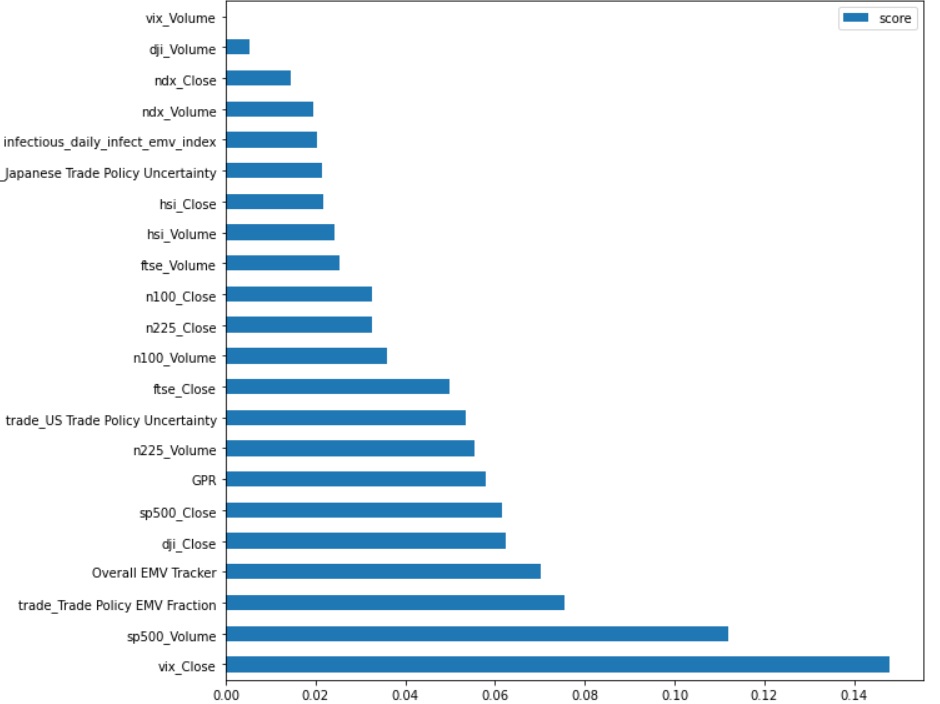 vix_Volume
score
dji_Volume
ndx_Close
ndx_Volume
infectious_daily_infect_emv_index
_Japanese Trade Policy Uncertainty
hsi_Close
hsi_Volume
ftse_Volume
n100_Close
n225_Close
n100_Volume
ftse_Close
trade_US Trade Policy Uncertainty
n225_Volume
GPR
sp500_Close
dji_Close
Overall EMV Tracker
trade_Trade Policy EMV Fraction
sp500_Volume
vix_Close
0.00 0.02 0.04 0.06 0.08 0.10 0.12 0.14